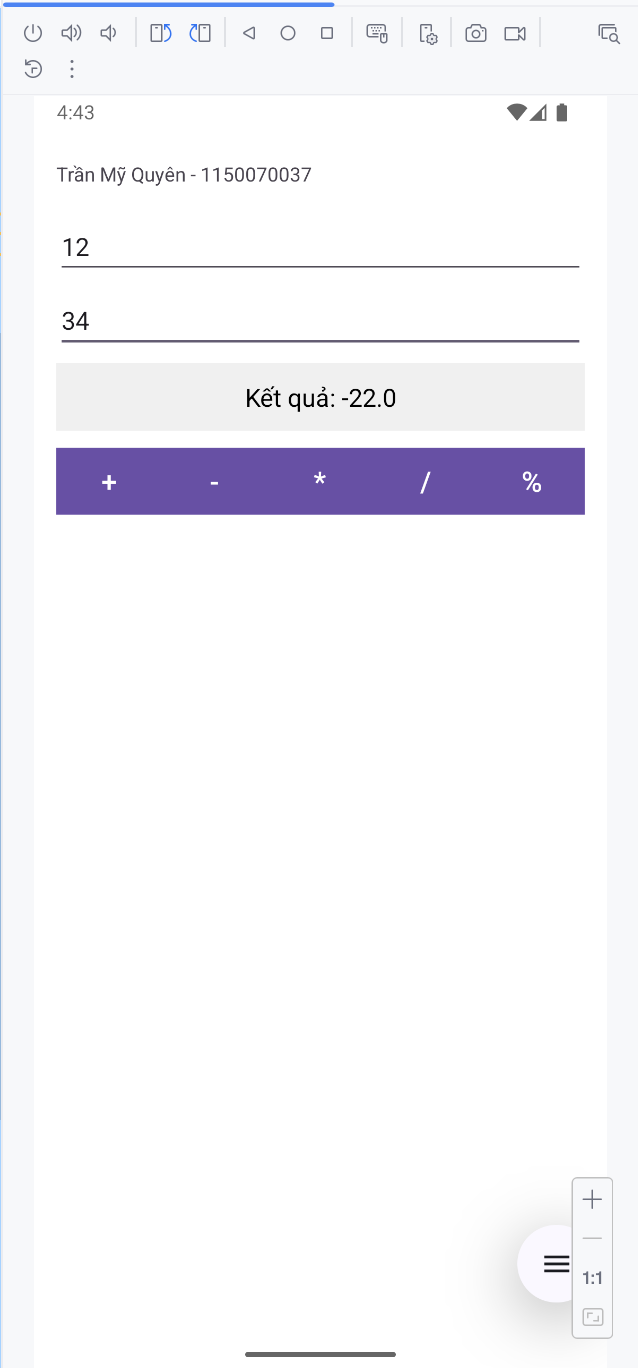 4:43
Trần Mỹ Quyên - 1150070037
12
34
Kết quả: -22.0
+ - * / %
1:1